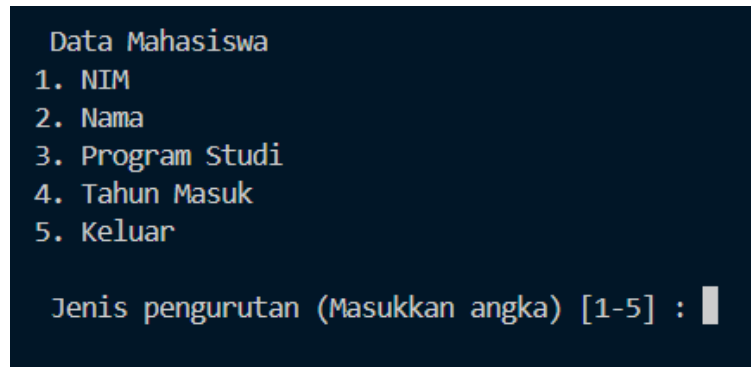 Data Mahasiswa
1. NIM
2. Nama
3. Program Studi
4. Tahun Masuk
5. Keluar
Jenis pengurutan (Masukkan angka) [1-5] :